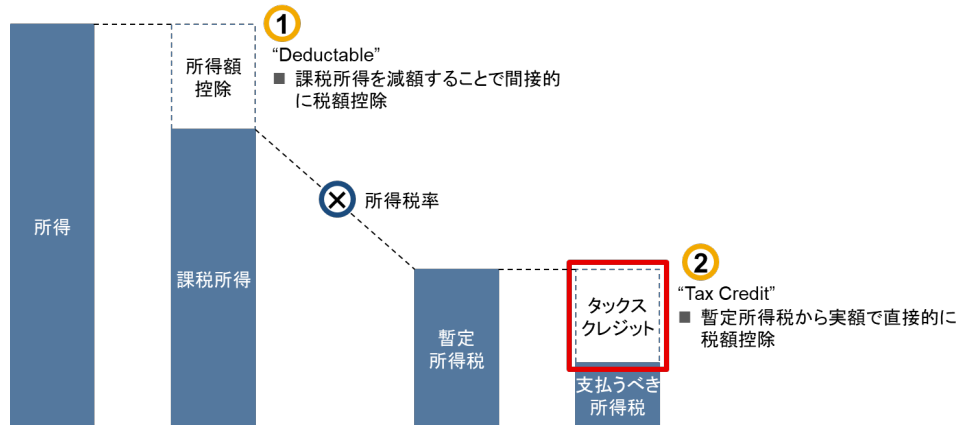 ①
“Deductable”
■ 課税所得を減額することで間接的
に税額控除
所得額
控除
所得
課税所得
所得税率
②
“Tax Credit”
■ 暫定所得税から実額で直接的に
税額控除
タックス
クレジット
暫定
所得税
支払うべき
所得税